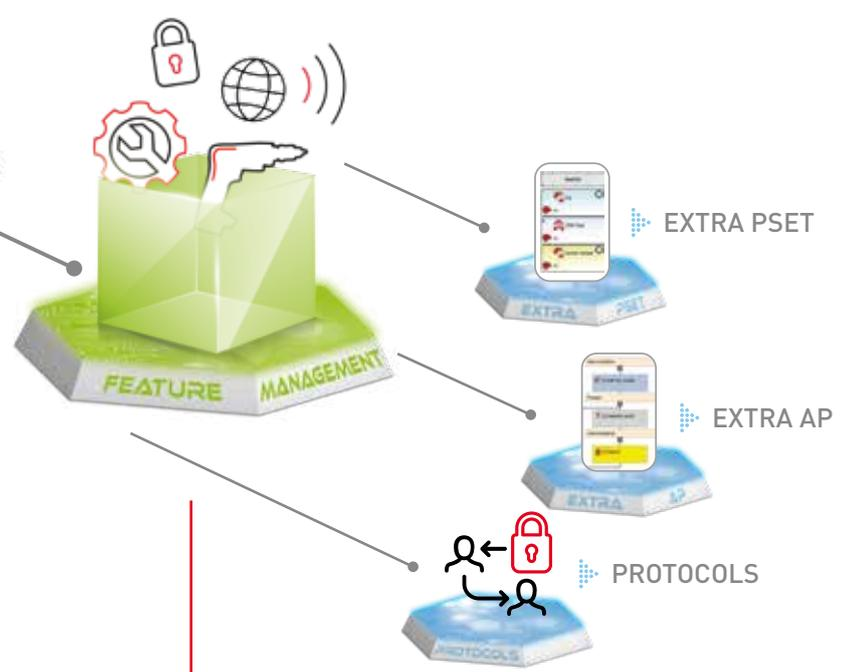 EXTRA PSET
EXTRA PSET
FEATURE MANAGEMENT
EXTRA AP
EXTRA AP
PROTOCOLS
PROTOCOLS